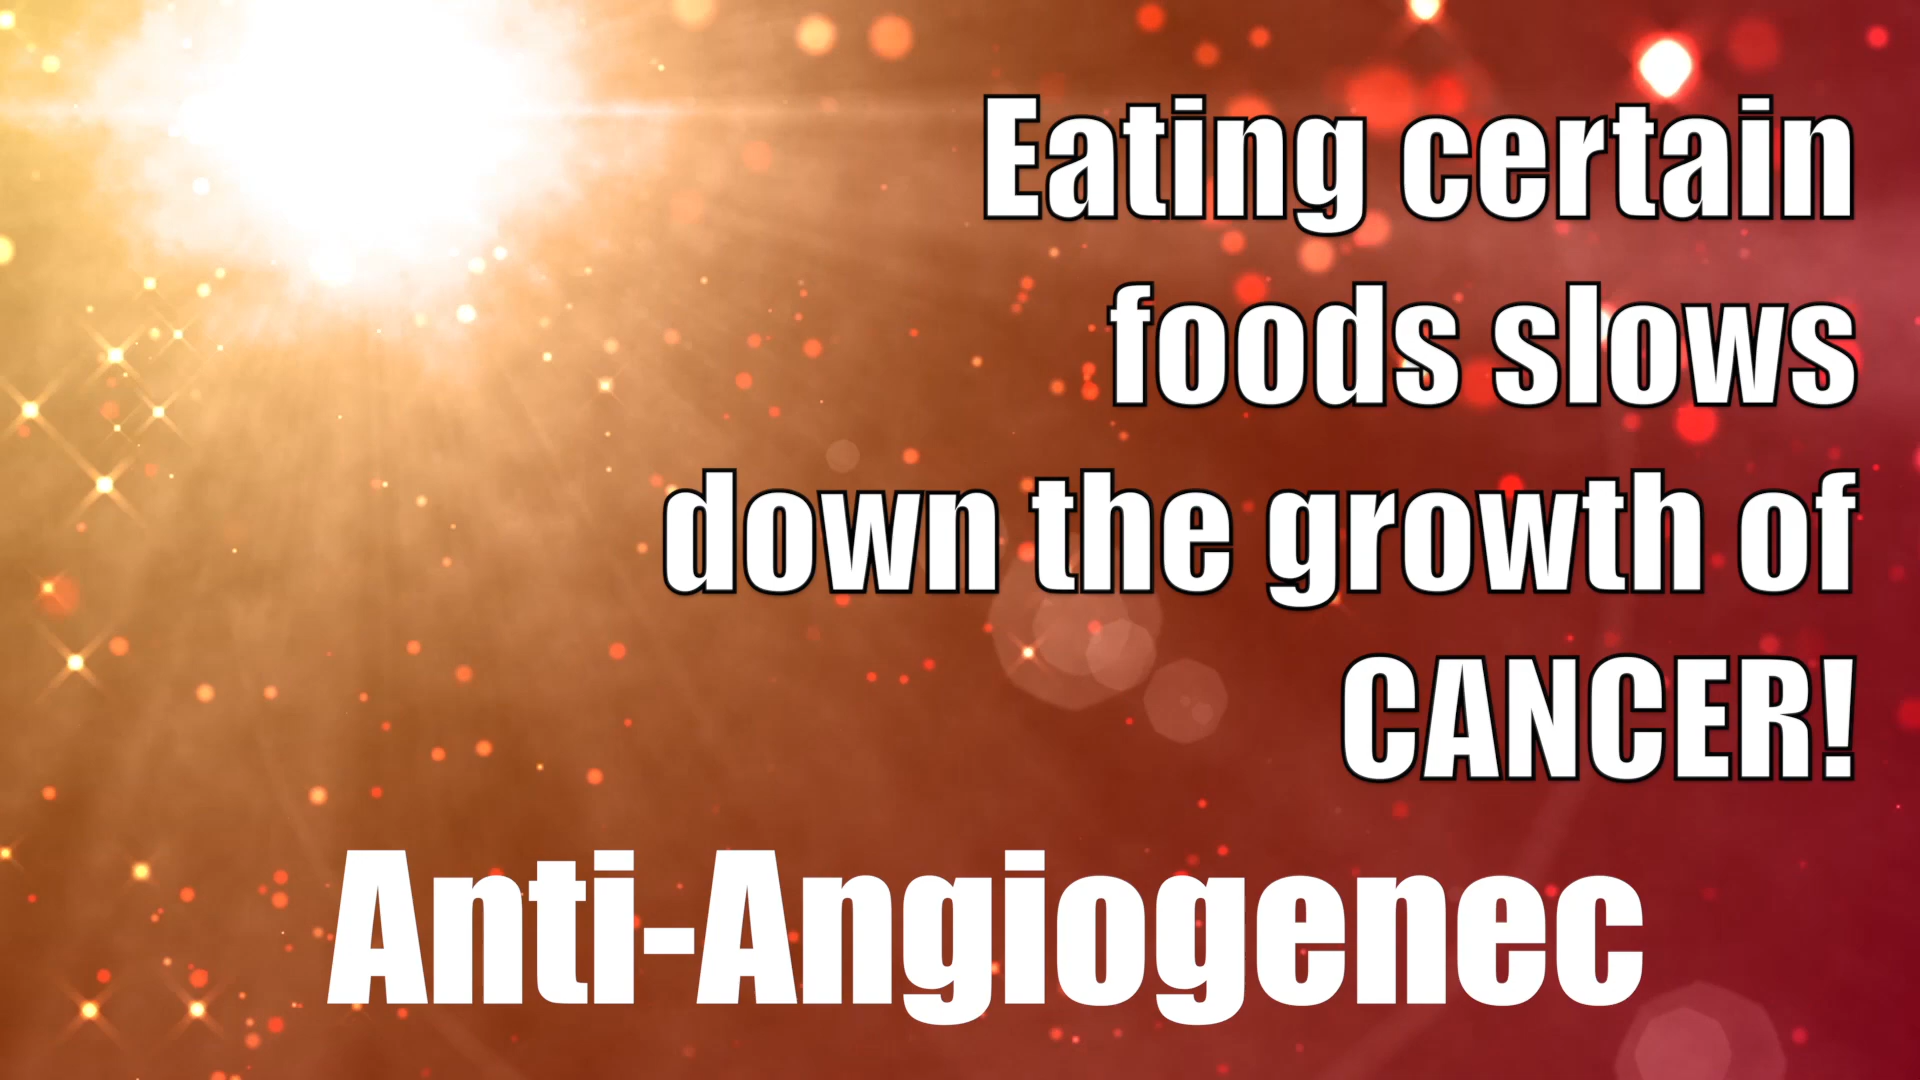 Eating certain
foods slows
down the growth of
CANCER!
Anti-Angiogenec